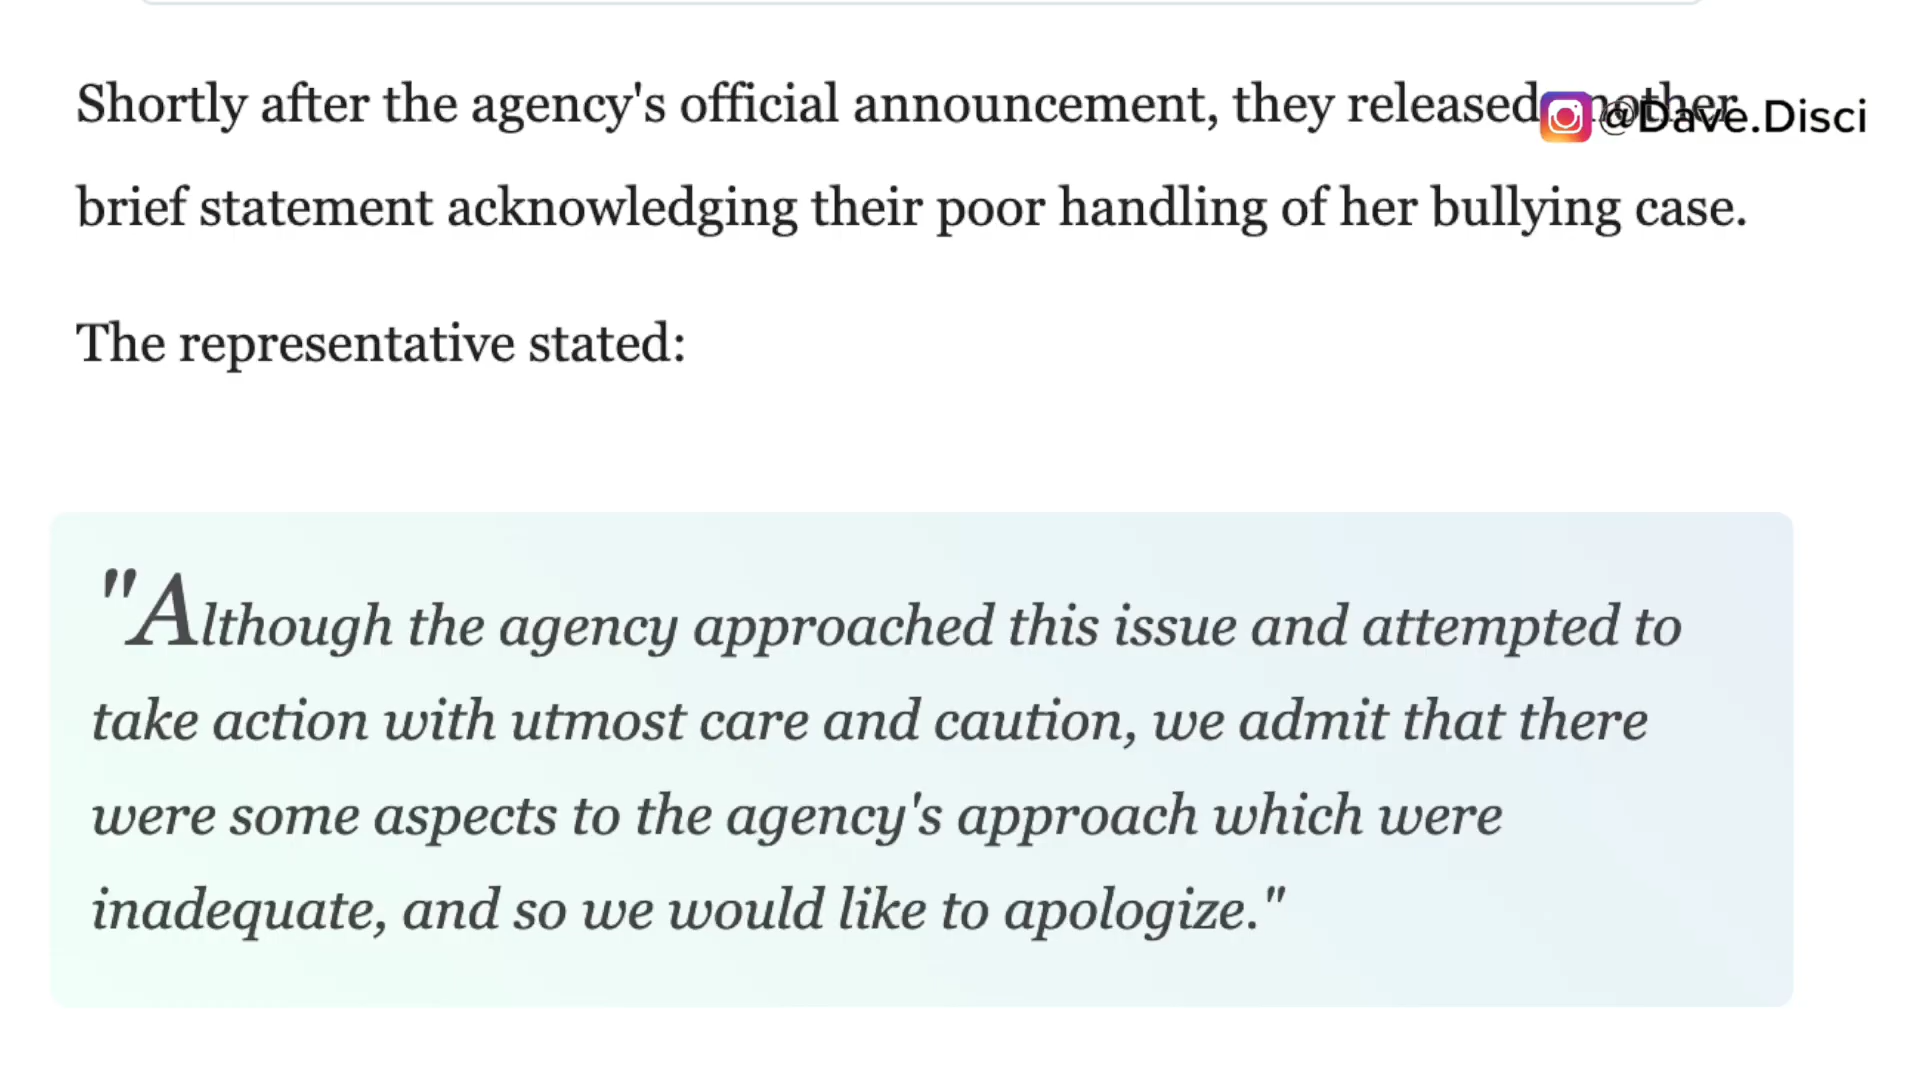 Shortly after the agency's official announcement, they released another
@Dave.Disci
brief statement acknowledging their poor handling of her bullying case.
The representative stated:
"Although the agency approached this issue and attempted to
take action with utmost care and caution, we admit that there
were some aspects to the agency's approach which were
inadequate, and so we would like to apologize."